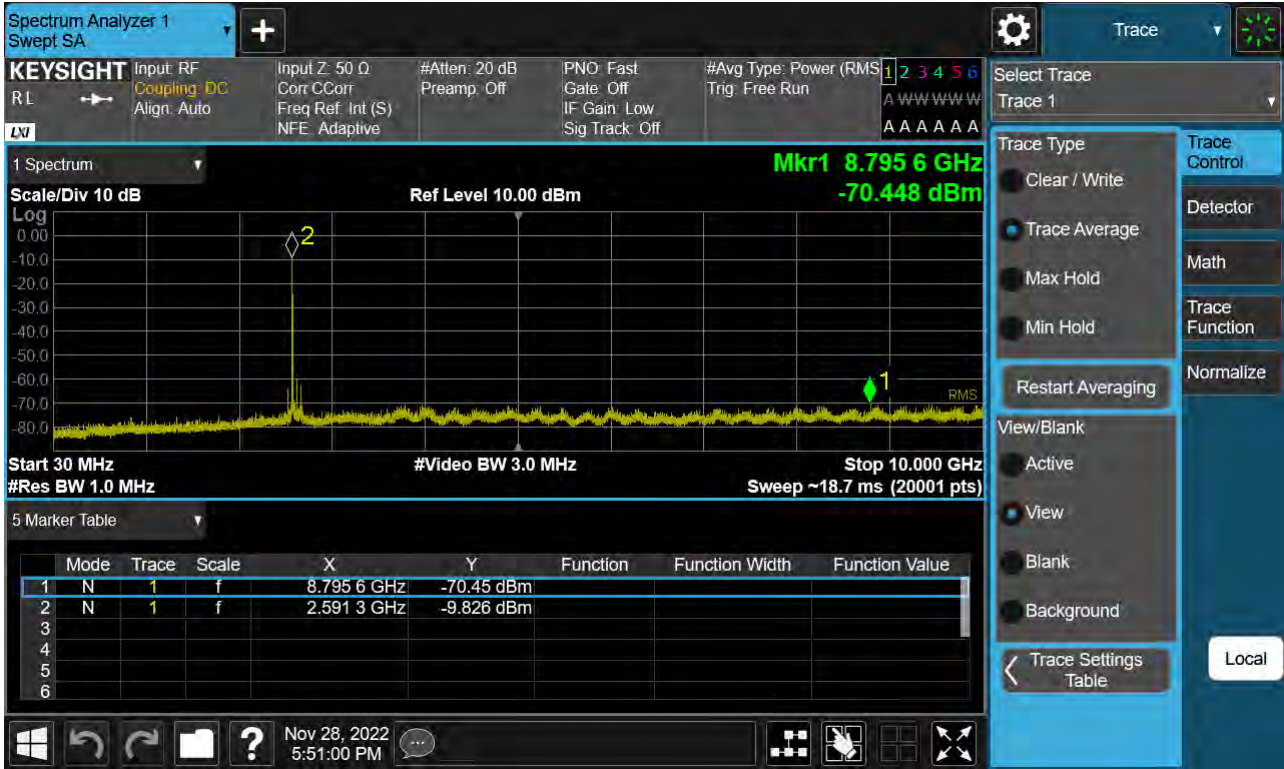 Spectrum Analyzer 1
Swept SA
Trace
KEYSIGHT
RL
LXI
Input: RF
Coupling: DC
Align: Auto
Input Z: 50 Ω
Corr CCorr
Freq Ref: Int (S)
NFE: Adaptive
#Atten: 20 dB
Preamp: Off
PNO: Fast
Gate: Off
IF Gain: Low
Sig Track: Off
#Avg Type: Power (RMS
Trig: Free Run
1 2 3 4 5 6
A W W W W W
A A A A A A
Select Trace
Trace 1
1 Spectrum
Mkr1 8.795 6 GHz
-70.448 dBm
Scale/Div 10 dB
Ref Level 10.00 dBm
Log
0.00
-10.0
-20.0
-30.0
-40.0
-50.0
-60.0
-70.0
-80.0
2
1
RMS
Start 30 MHz
#Video BW 3.0 MHz
Stop 10.000 GHz
#Res BW 1.0 MHz
Sweep ~18.7 ms (20001 pts)
5 Marker Table
Mode Trace Scale X Y Function Function Width Function Value
1 N 1 f 8.795 6 GHz -70.45 dBm
2 N 1 f 2.591 3 GHz -9.826 dBm
3
4
5
6
Nov 28, 2022
5:51:00 PM
Trace Type
Clear / Write
Trace Average
Max Hold
Min Hold
Restart Averaging
View/Blank
Active
View
Blank
Background
Trace Settings
Table
Trace
Control
Detector
Math
Trace
Function
Normalize
Local